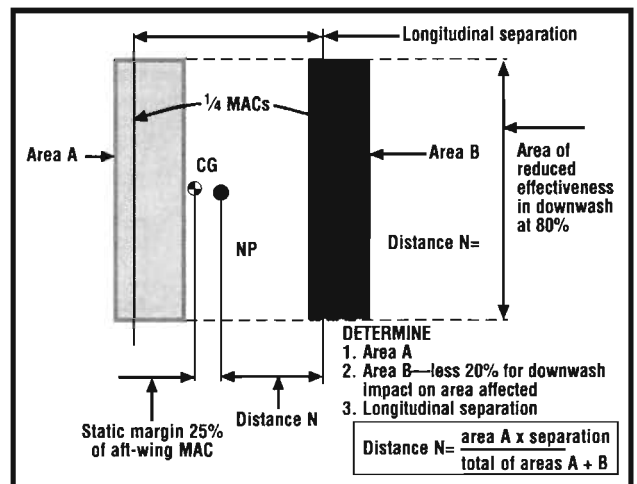 Longitudinal separation
¼ MACs
Area A
CG
Area B
Area of
reduced
effectiveness
in downwash
at 80%
NP
Distance N=
DETERMINE
1. Area A
2. Area B—less 20% for downwash
impact on area affected
3. Longitudinal separation
Distance N
Static margin 25%
of aft-wing MAC
Distance N= area A x separation
total of areas A + B